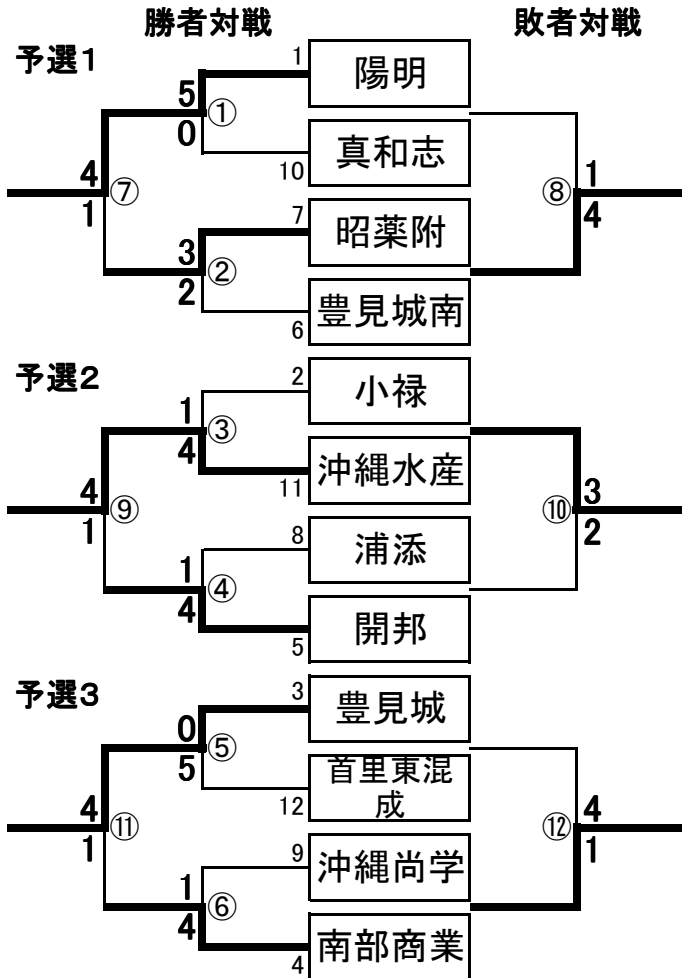 勝者対戦 敗者対戦
予選1
1 陽明
5
① 
0
10 真和志
4
⑦
1
⑧
1
4
7 昭薬附
3
②
2
6 豊見城南
予選2
2 小禄
1
③
4
11 沖縄水産
4
⑨
1
⑩
3
2
8 浦添
1
④
4
5 開邦
予選3
3 豊見城
0
⑤
5
12 首里東混
成
4
⑪
1
⑫
4
1
9 沖縄尚学
1
⑥
4
4 南部商業